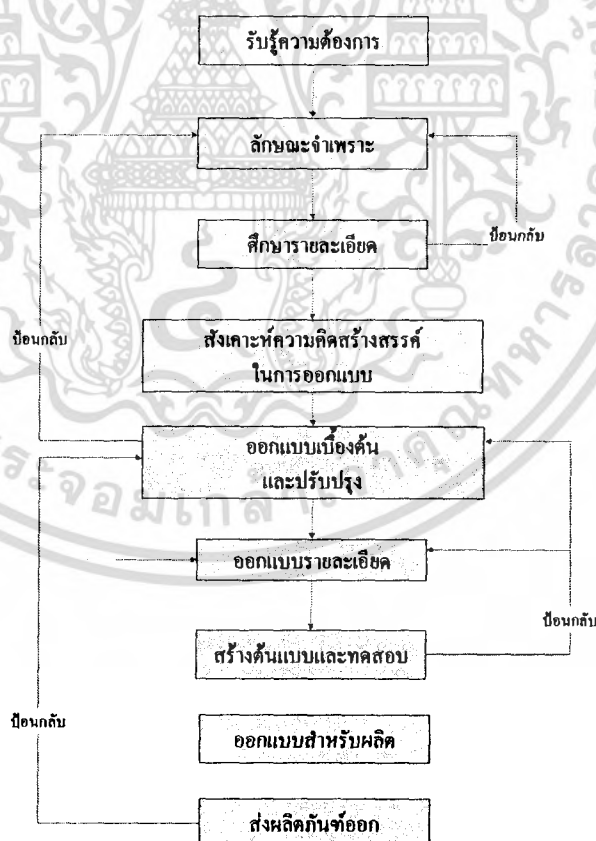 รับรู้ความต้องการ
ลักษณะจำเพราะ
ศึกษารายละเอียด
ป้อนกลับ
ป้อนกลับ
สังเคาะห์ความคิดสร้างสรรค์
ในการออกแบบ
ออกแบบเบื้องต้น
และปรับปรุง
ออกแบบรายละเอียด
สร้างต้นแบบและทดสอบ
ป้อนกลับ
ป้อนกลับ
ออกแบบสำหรับผลิต
ส่งผลิตภันฑ์ออก